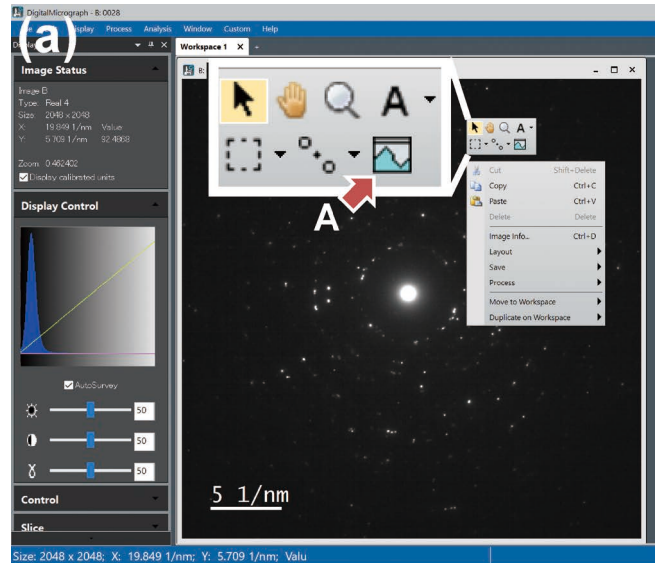 DigitalMicrograph - B: 0028
Display Process Analysis Window Custom Help
(a)
Workspace 1 X +
Image Status
Image B
Type: Real 4
Size: 2048 x 2048
X: 19.849 1/nm Value
Y: 5.709 1/nm 92.4868
Zoom 0.462402
Display calibrated units
Display Control
AutoSurvey
50
50
50
Control
Slice
B:
A
A
A
Cut Shift+Delete
Copy Ctrl+C
Paste Ctrl+V
Delete Delete
Image Info... Ctrl+D
Layout
Save
Process
Move to Workspace
Duplicate on Workspace
5 1/nm
Size: 2048 x 2048; X: 19.849 1/nm; Y: 5.709 1/nm; Valu